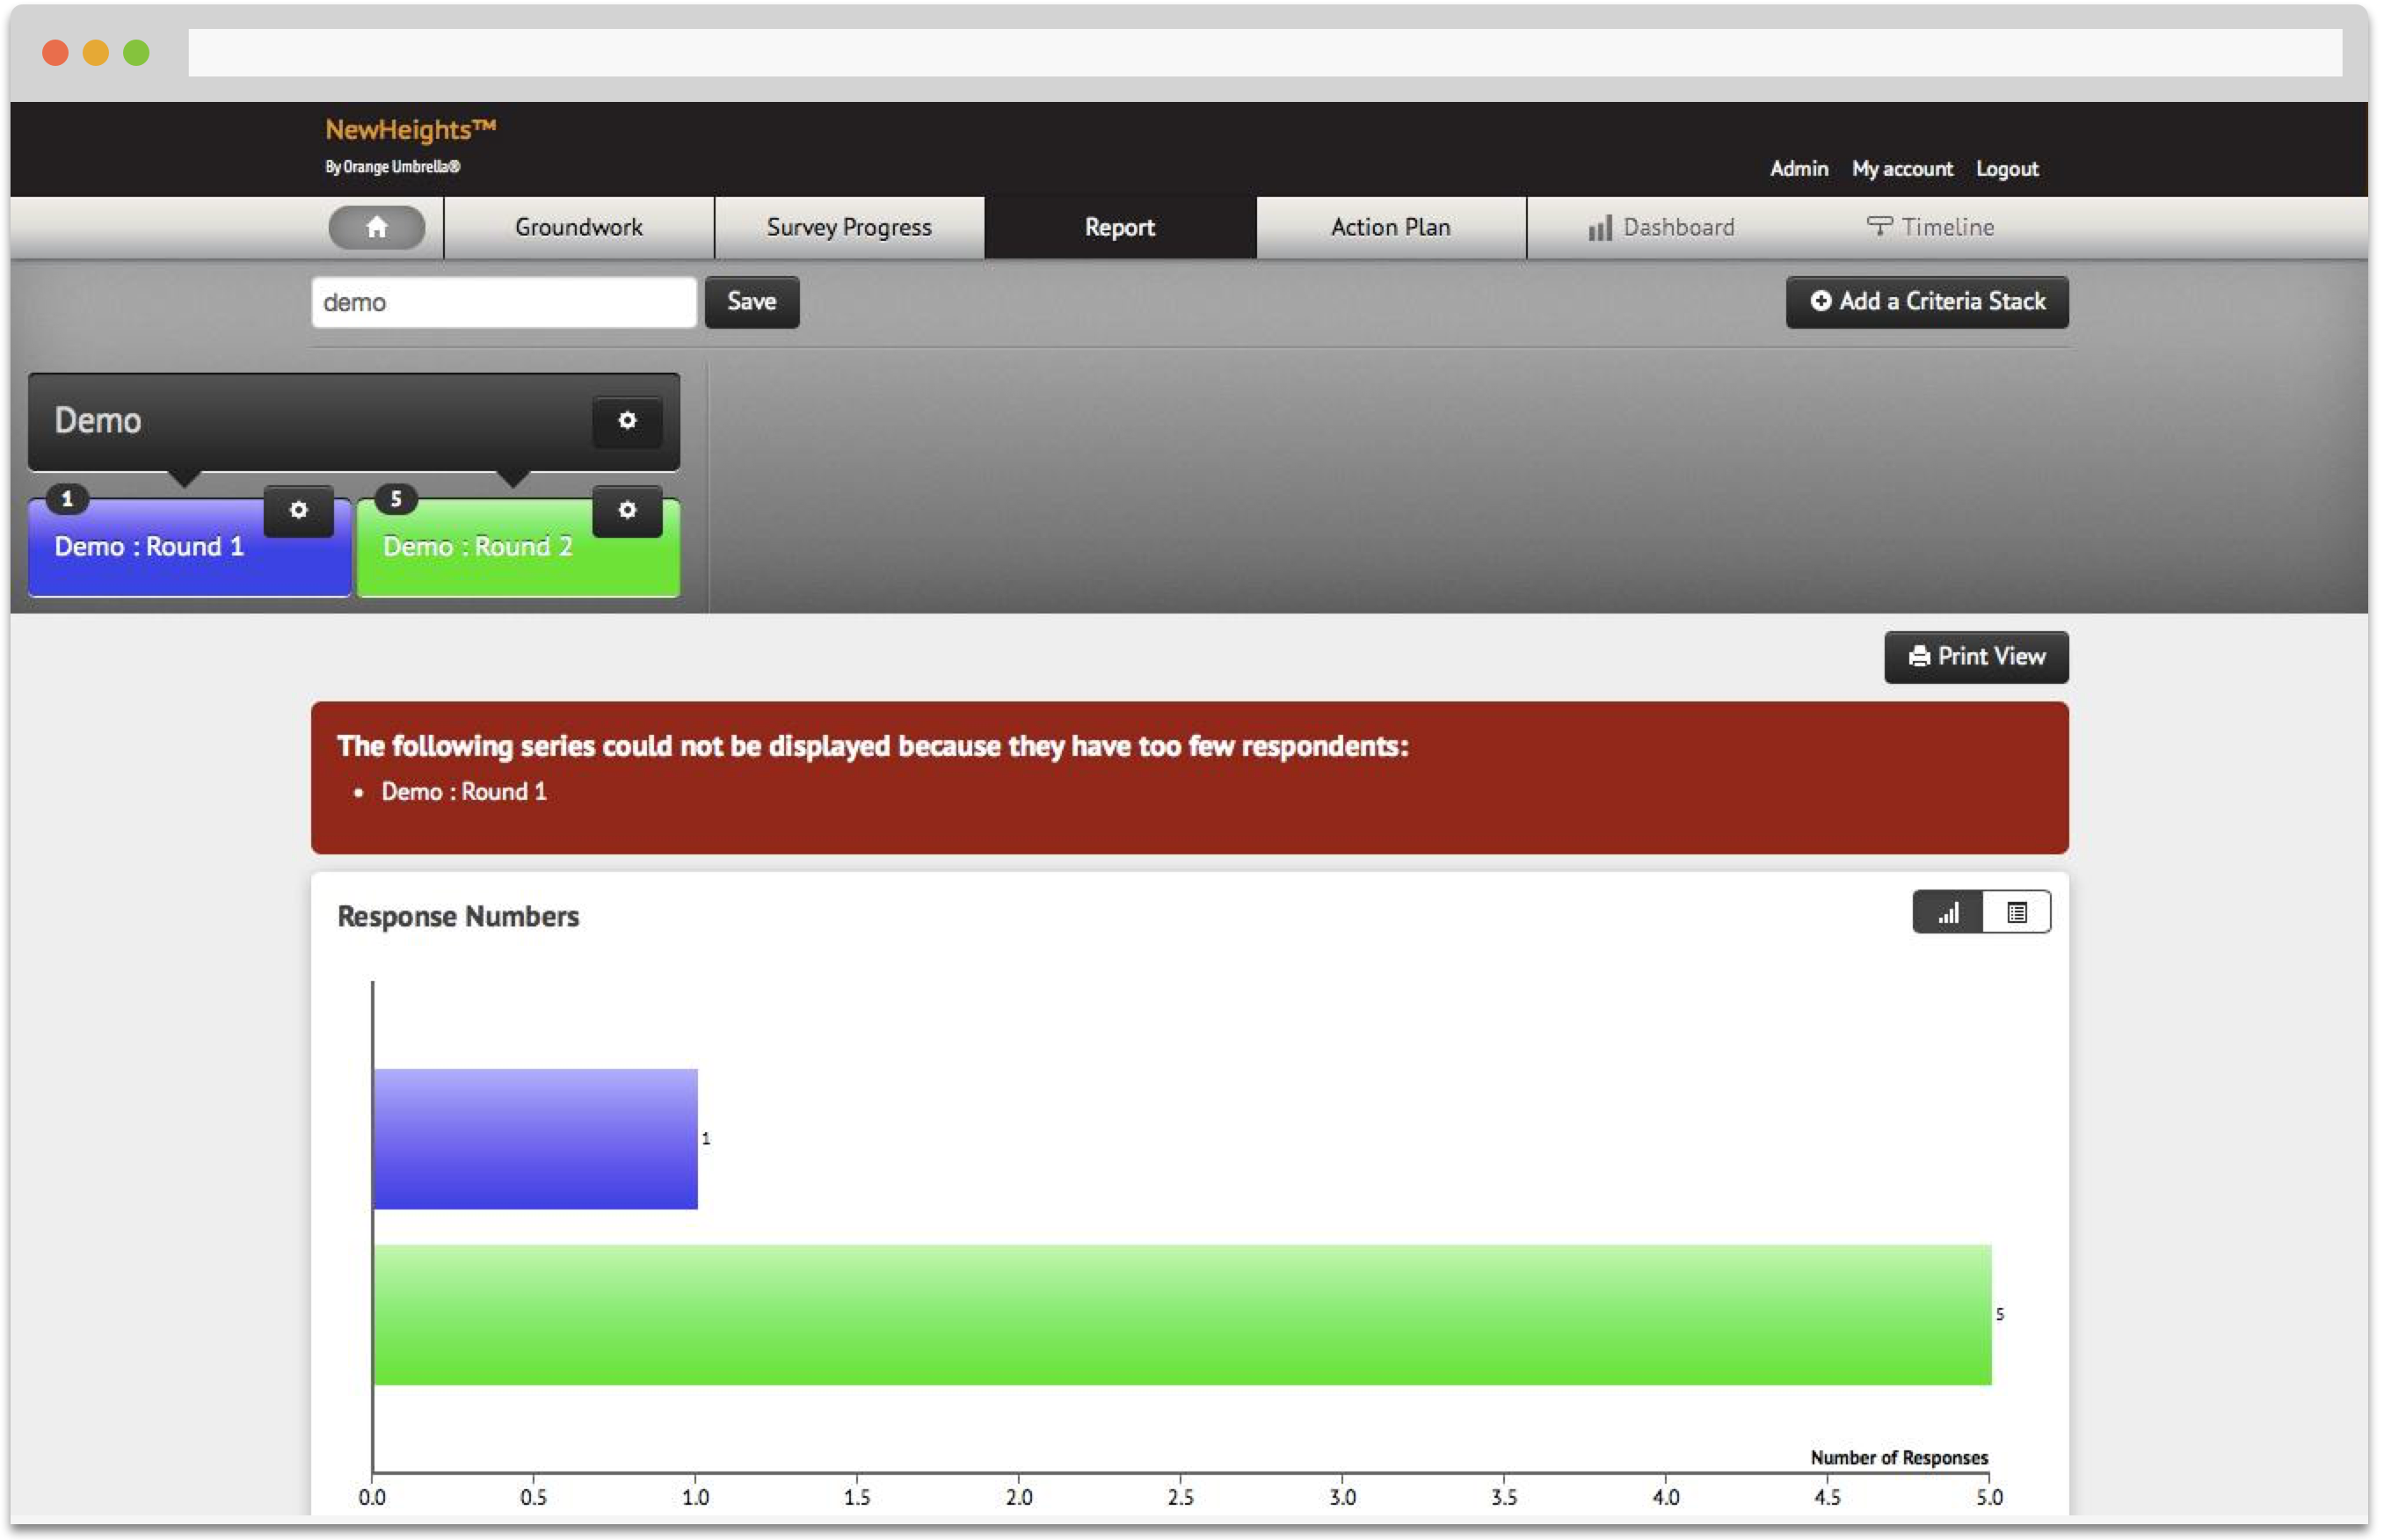 NewHeights™
By Orange Umbrella®
Admin My account Logout
Groundwork Survey Progress Report Action Plan Dashboard Timeline
demo Save Add a Criteria Stack
Demo
1 5
Demo : Round 1 Demo : Round 2
Print View
The following series could not be displayed because they have too few respondents:
• Demo : Round 1
Response Numbers
1
5
Number of Responses
0.0 0.5 1.0 1.5 2.0 2.5 3.0 3.5 4.0 4.5 5.0